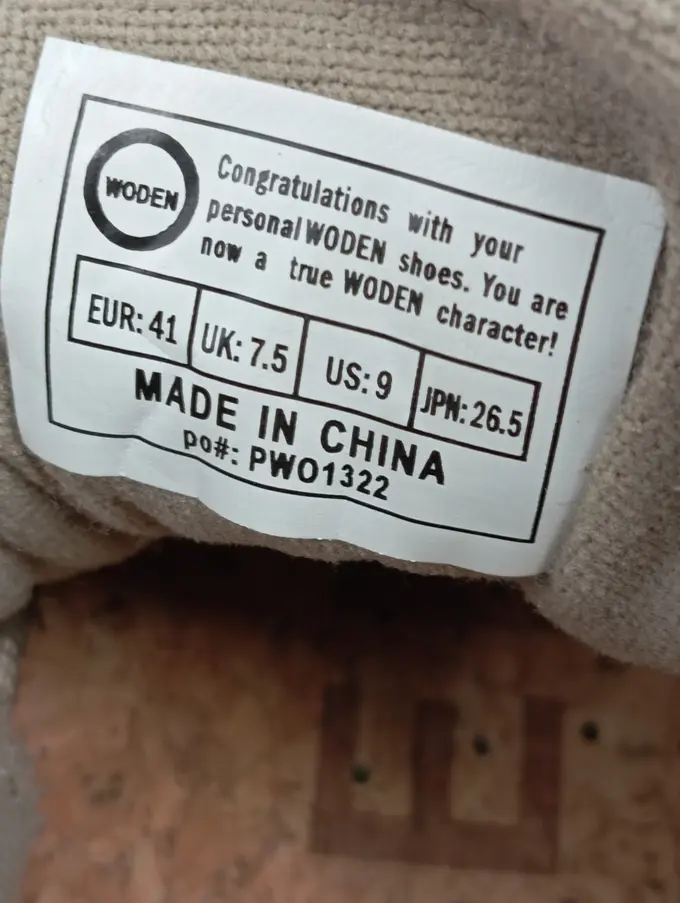 WODEN
Congratulations with your
personal WODEN shoes. You are
now a true WODEN character!
EUR: 41 UK: 7.5 US: 9 JPN: 26.5
MADE IN CHINA
po#: PWO1322